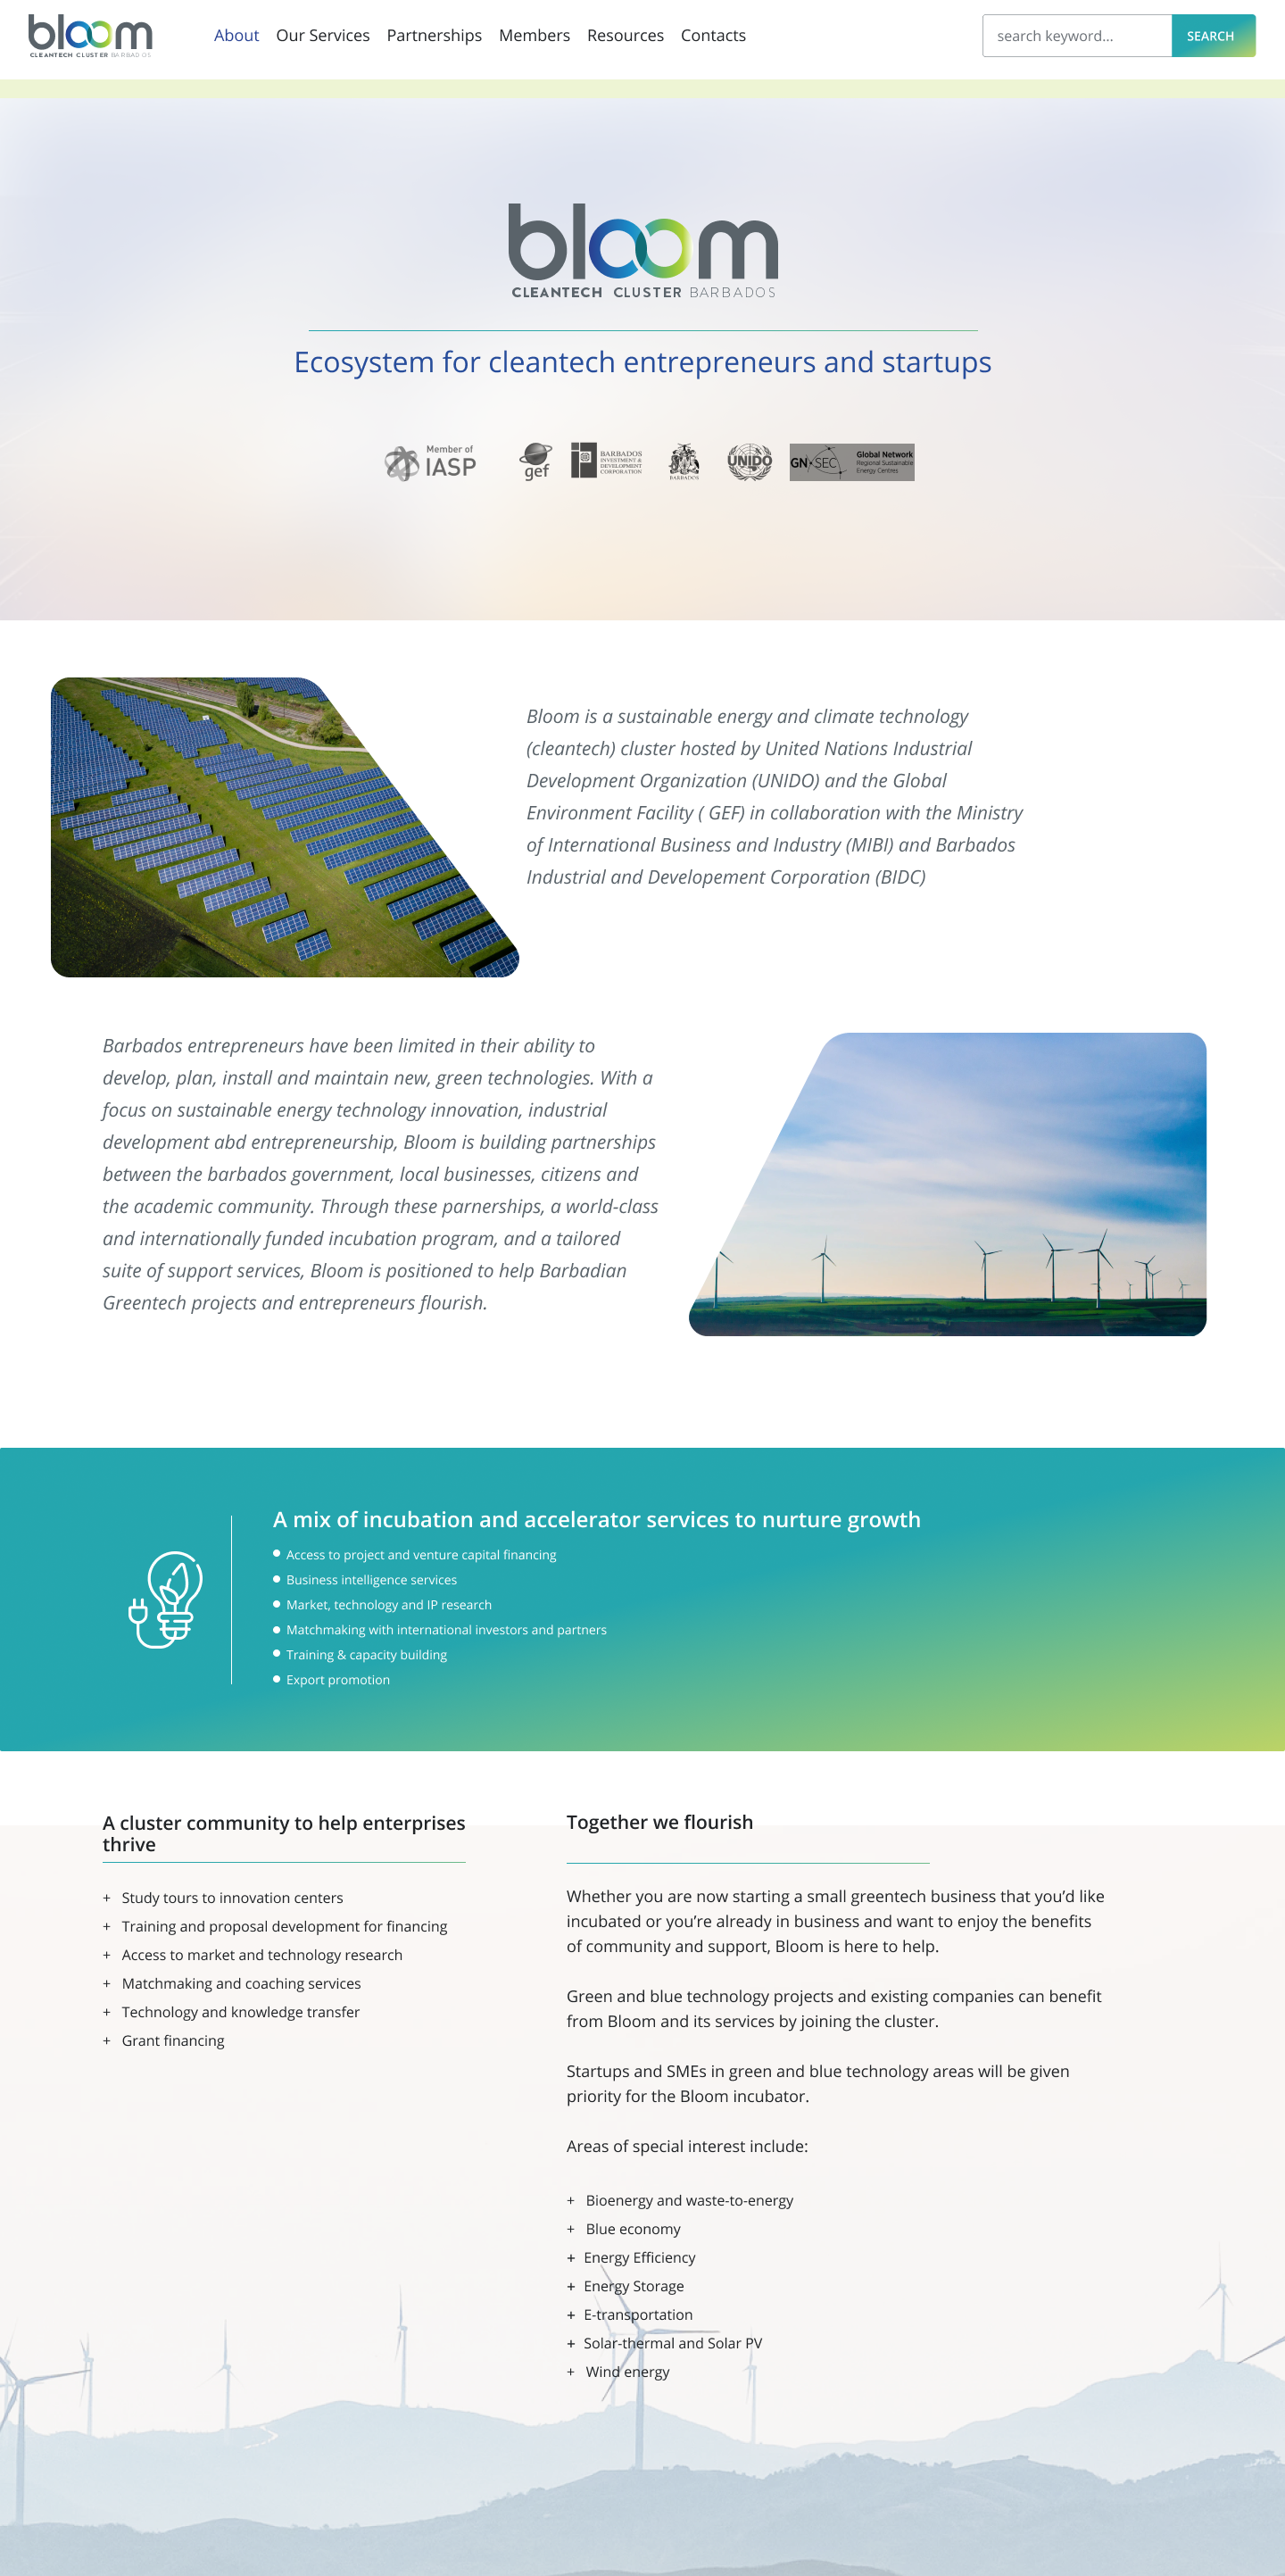 bloom
CLEANTECH CLUSTER BARBADOS
About Our Services Partnerships Members Resources Contacts
search keyword...
SEARCH
bloom
CLEANTECH CLUSTER BARBADOS
Ecosystem for cleantech entrepreneurs and startups
Member of
IASP
gef
BARBADOS
INVESTMENT &
DEVELOPMENT
CORPORATION
BARBADOS
UNIDO
GN SEC
Global Network
Regional Sustainable
Energy Centres
Bloom is a sustainable energy and climate technology
(cleantech) cluster hosted by United Nations Industrial
Development Organization (UNIDO) and the Global
Environment Facility ( GEF) in collaboration with the Ministry
of International Business and Industry (MIBI) and Barbados
Industrial and Developement Corporation (BIDC)
Barbados entrepreneurs have been limited in their ability to
develop, plan, install and maintain new, green technologies. With a
focus on sustainable energy technology innovation, industrial
development abd entrepreneurship, Bloom is building partnerships
between the barbados government, local businesses, citizens and
the academic community. Through these parnerships, a world-class
and internationally funded incubation program, and a tailored
suite of support services, Bloom is positioned to help Barbadian
Greentech projects and entrepreneurs flourish.
A mix of incubation and accelerator services to nurture growth
Access to project and venture capital financing
Business intelligence services
Market, technology and IP research
Matchmaking with international investors and partners
Training & capacity building
Export promotion
A cluster community to help enterprises
thrive
+ Study tours to innovation centers
+ Training and proposal development for financing
+ Access to market and technology research
+ Matchmaking and coaching services
+ Technology and knowledge transfer
+ Grant financing
Together we flourish
Whether you are now starting a small greentech business that you’d like
incubated or you’re already in business and want to enjoy the benefits
of community and support, Bloom is here to help.
Green and blue technology projects and existing companies can benefit
from Bloom and its services by joining the cluster.
Startups and SMEs in green and blue technology areas will be given
priority for the Bloom incubator.
Areas of special interest include:
+ Bioenergy and waste-to-energy
+ Blue economy
+ Energy Efficiency
+ Energy Storage
+ E-transportation
+ Solar-thermal and Solar PV
+ Wind energy